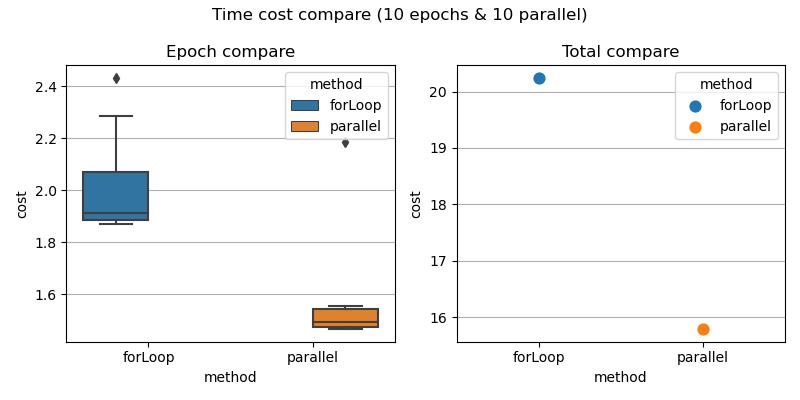 Time cost compare (10 epochs & 10 parallel)
Epoch compare
method
forLoop
parallel
2.4
2.2
2.0
1.8
1.6
cost
forLoop
parallel
method
Total compare
method
forLoop
parallel
20
19
18
17
16
cost
forLoop
parallel
method